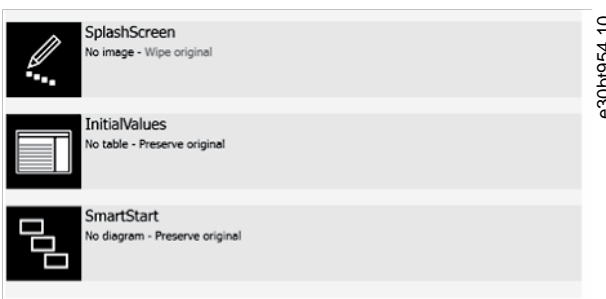 SplashScreen
No image - Wipe original
InitialValues
No table - Preserve original
SmartStart
No diagram - Preserve original
e30bt954.10